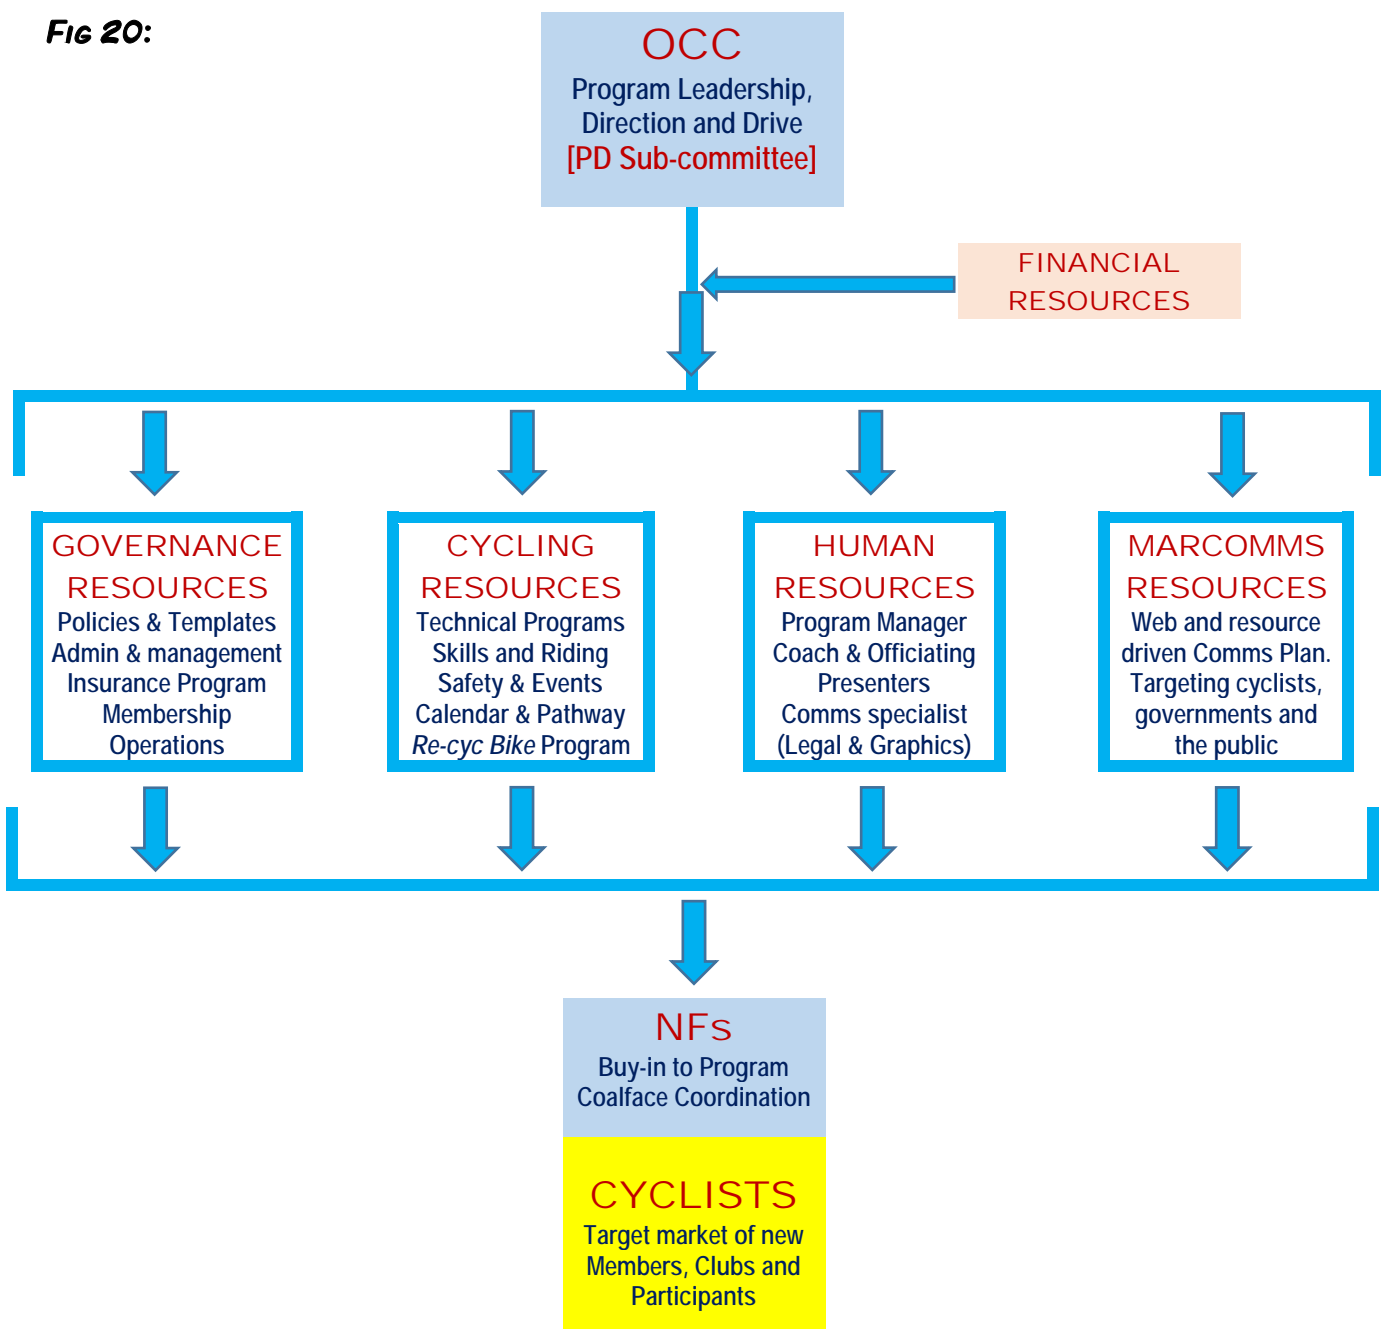 Fig 20:
OCC
Program Leadership,
Direction and Drive
[PD Sub-committee]
FINANCIAL
RESOURCES
GOVERNANCE
RESOURCES
Policies & Templates
Admin & management
Insurance Program
Membership
Operations
CYCLING
RESOURCES
Technical Programs
Skills and Riding
Safety & Events
Calendar & Pathway
Re-cyc Bike Program
HUMAN
RESOURCES
Program Manager
Coach & Officiating
Presenters
Comms specialist
(Legal & Graphics)
MARCOMMS
RESOURCES
Web and resource
driven Comms Plan.
Targeting cyclists,
governments and
the public
NFs
Buy-in to Program
Coalface Coordination
CYCLISTS
Target market of new
Members, Clubs and
Participants